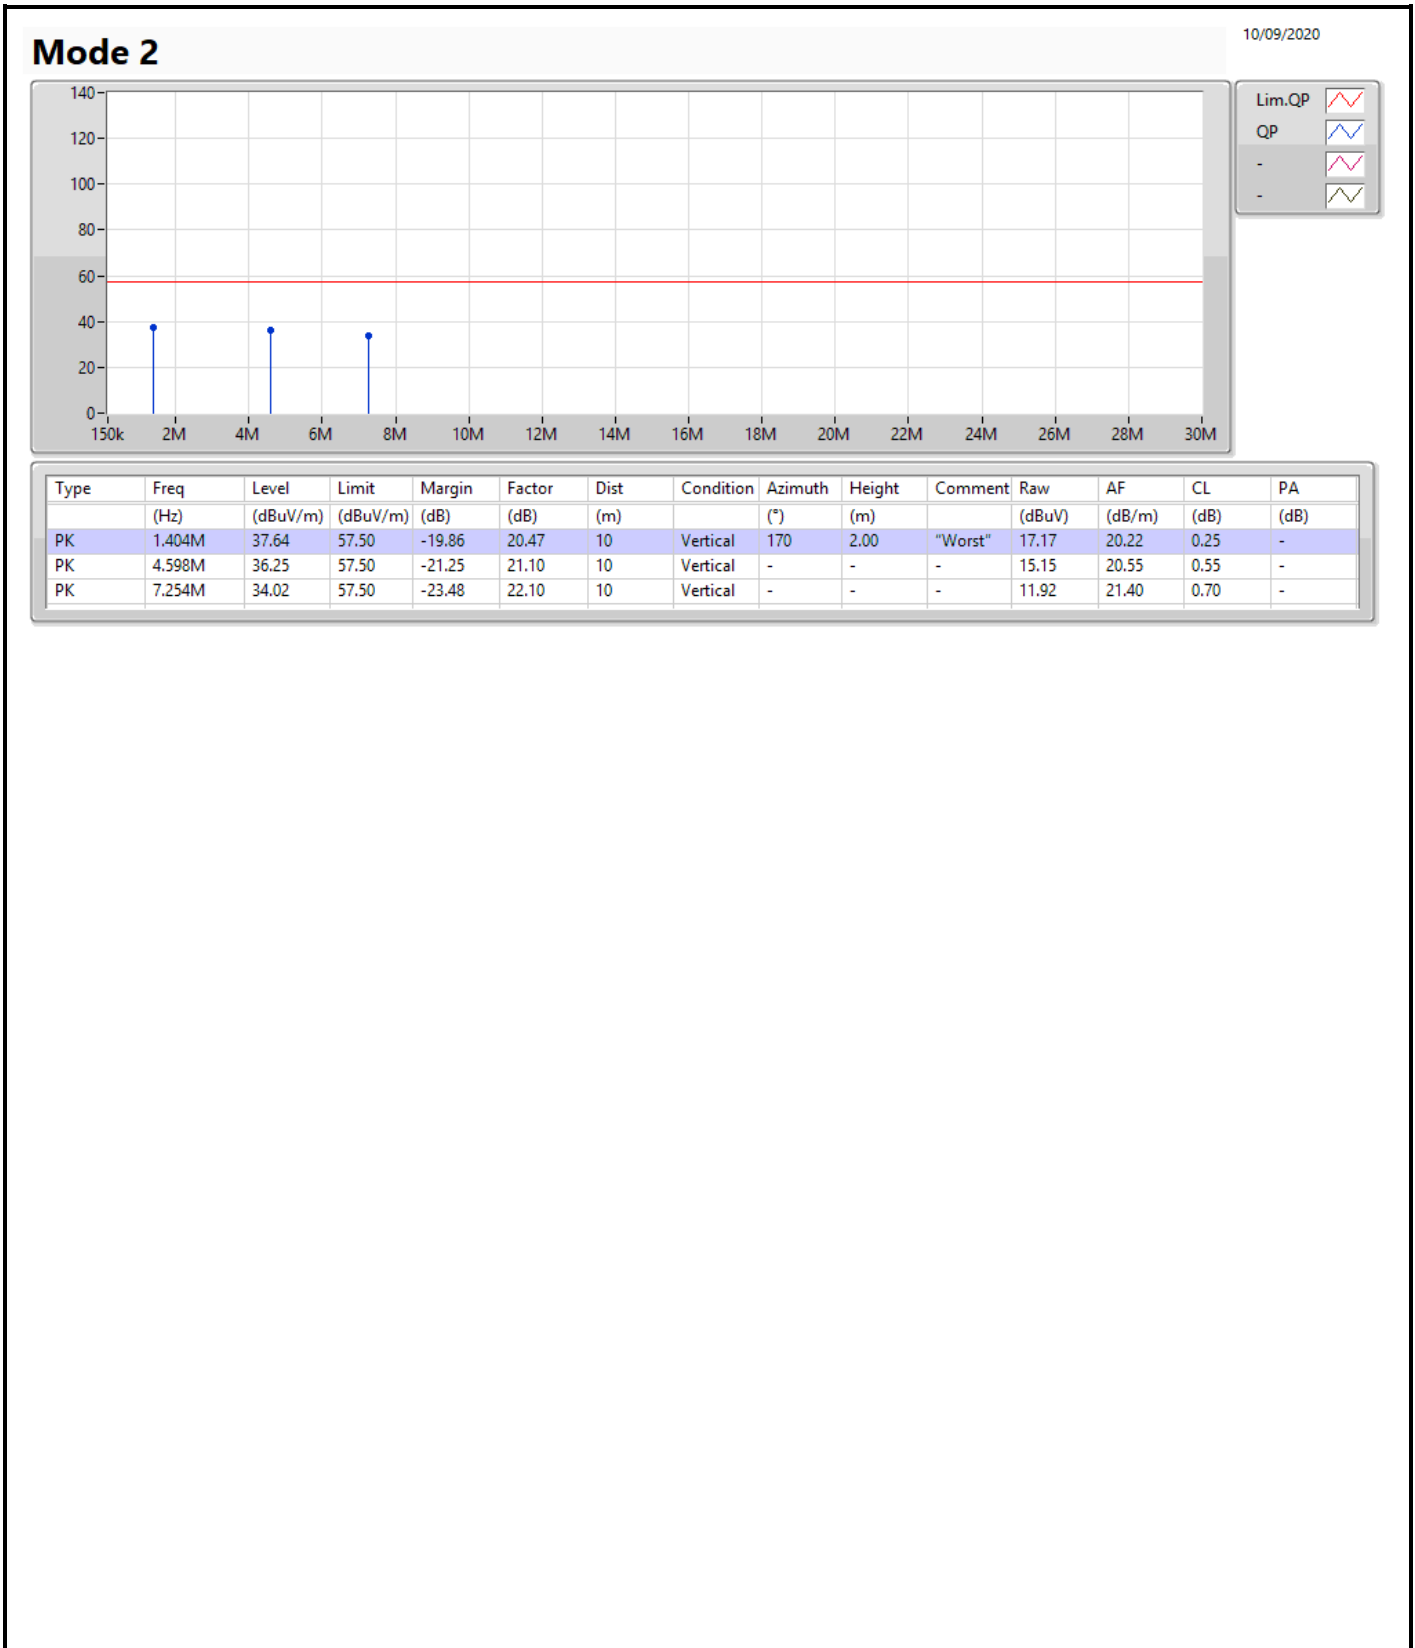 10/09/2020
Mode 2
140
120
100
80
60
40
20
0
150k 2M 4M 6M 8M 10M 12M 14M 16M 18M 20M 22M 24M 26M 28M 30M
Lim.QP
QP
-
-
Type Freq Level Limit Margin Factor Dist Condition Azimuth Height Comment Raw AF CL PA
(Hz) (dBuV/m) (dBuV/m) (dB) (dB) (m) (°) (m) (dBuV) (dB/m) (dB) (dB)
PK 1.404M 37.64 57.50 -19.86 20.47 10 Vertical 170 2.00 "Worst" 17.17 20.22 0.25 -
PK 4.598M 36.25 57.50 -21.25 21.10 10 Vertical - - - 15.15 20.55 0.55 -
PK 7.254M 34.02 57.50 -23.48 22.10 10 Vertical - - - 11.92 21.40 0.70 -